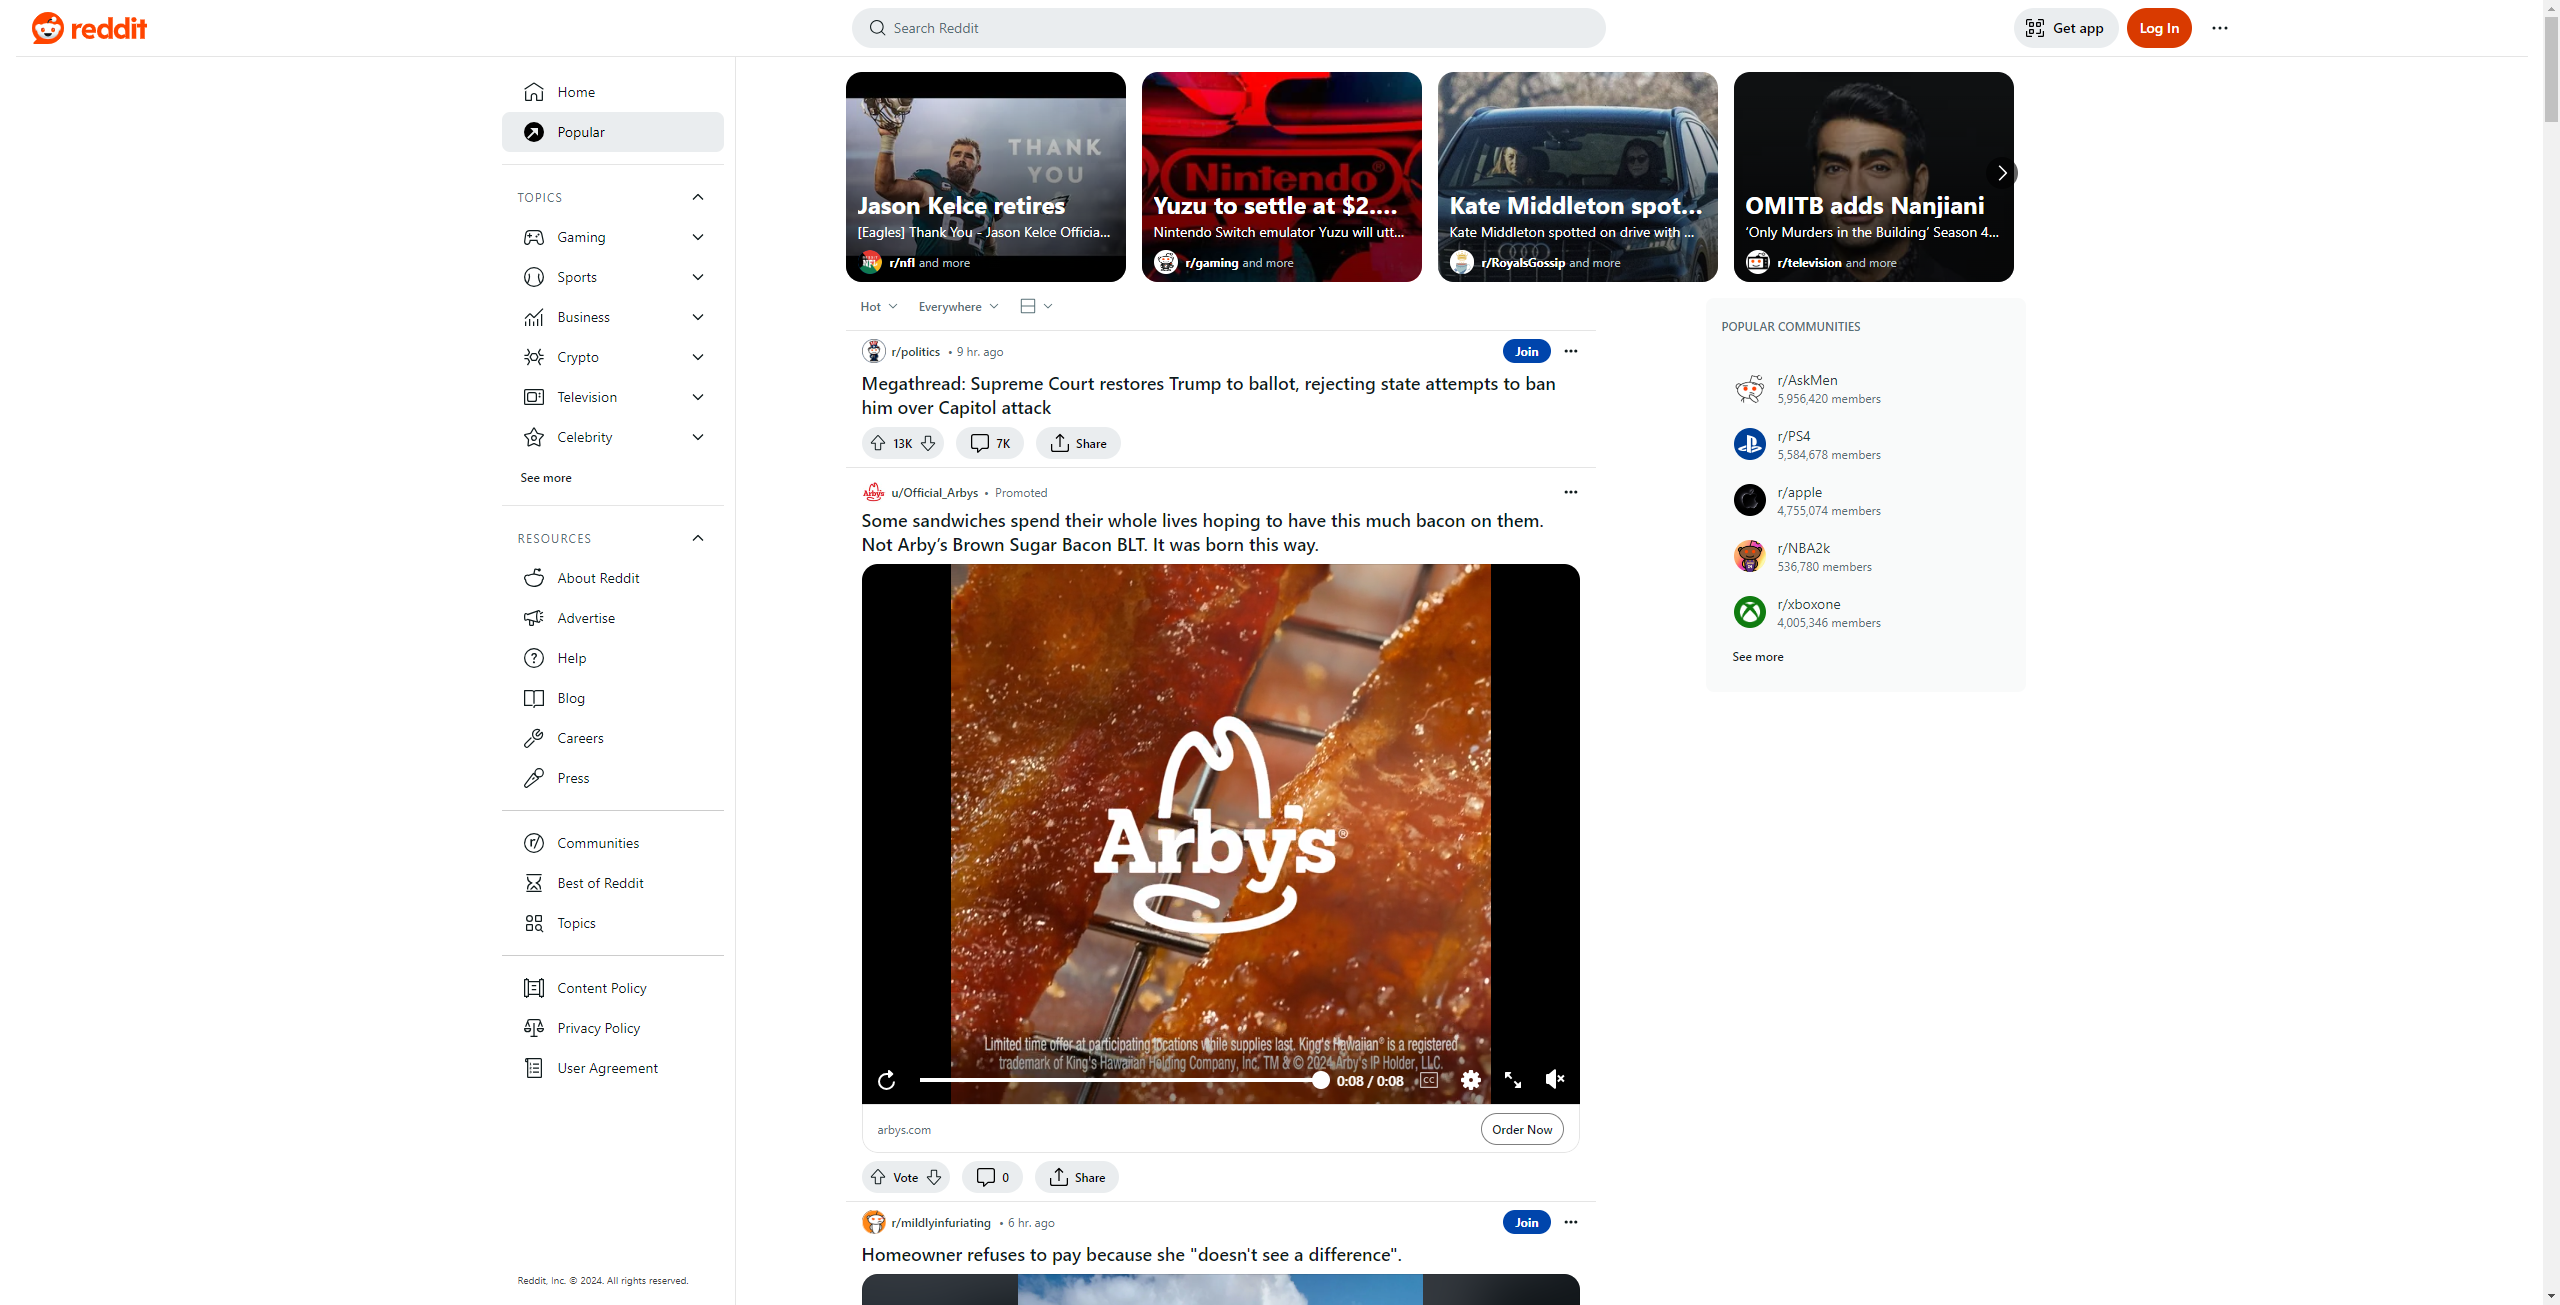 reddit
Search Reddit
Get app
Log In
Home
Popular
TOPICS
Gaming
Sports
Business
Crypto
Television
Celebrity
See more
RESOURCES
About Reddit
Advertise
Help
Blog
Careers
Press
Communities
Best of Reddit
Topics
Content Policy
Privacy Policy
User Agreement
Reddit, Inc. © 2024. All rights reserved.
THANK
YOU
Jason Kelce retires
[Eagles] Thank You - Jason Kelce Officia...
r/nfl and more
Nintendo®
Yuzu to settle at $2....
Nintendo Switch emulator Yuzu will utt...
r/gaming and more
Kate Middleton spot...
Kate Middleton spotted on drive with ...
r/RoyalsGossip and more
OMITB adds Nanjiani
‘Only Murders in the Building’ Season 4...
r/television and more
Hot
Everywhere
r/politics • 9 hr. ago
Join
Megathread: Supreme Court restores Trump to ballot, rejecting state attempts to ban
him over Capitol attack
13K
7K
Share
Arbys
u/Official_Arbys • Promoted
Some sandwiches spend their whole lives hoping to have this much bacon on them.
Not Arby’s Brown Sugar Bacon BLT. It was born this way.
Arby's®
Limited time offer at participating locations while supplies last. King's Hawaiian® is a registered
trademark of King's Hawaiian Holding Company, Inc. TM & © 2024 Arby's IP Holder, LLC.
0:08 / 0:08
CC
arbys.com
Order Now
Vote
0
Share
r/mildlyinfuriating • 6 hr. ago
Join
Homeowner refuses to pay because she "doesn't see a difference".
POPULAR COMMUNITIES
r/AskMen
5,956,420 members
r/PS4
5,584,678 members
r/apple
4,755,074 members
r/NBA2k
536,780 members
r/xboxone
4,005,346 members
See more